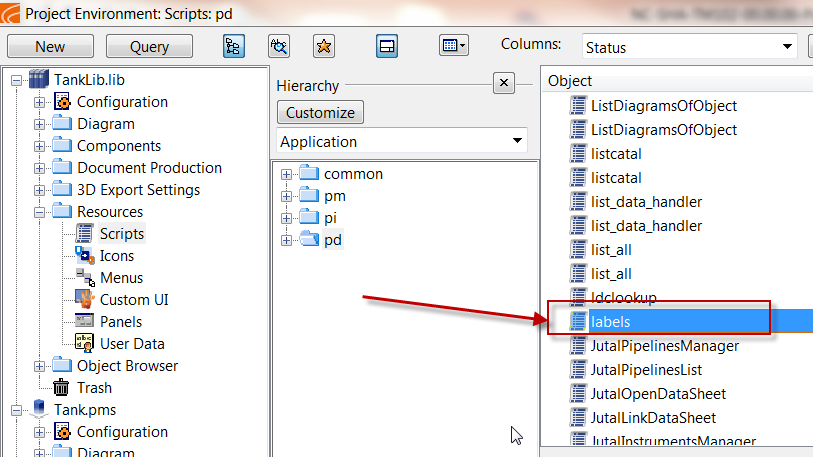 Project Environment: Scripts: pd
New
Query
Columns:
Status
TankLib.lib
Configuration
Diagram
Components
Document Production
3D Export Settings
Resources
Scripts
Icons
Menus
Custom UI
Panels
User Data
Object Browser
Trash
Tank.pms
Configuration
Diagram
Hierarchy
Customize
Application
common
pm
pi
pd
Object
ListDiagramsOfObject
ListDiagramsOfObject
listcatal
listcatal
list_data_handler
list_data_handler
list_all
list_all
ldclookup
labels
JutalPipelinesManager
JutalPipelinesList
JutalOpenDataSheet
JutalLinkDataSheet
JutalInstrumentsManager